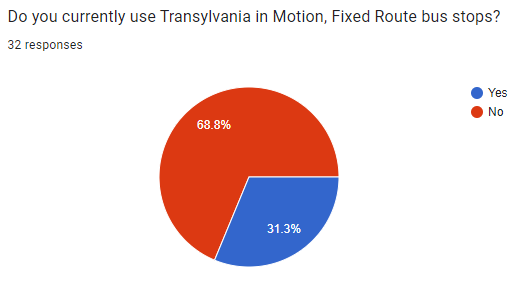 Do you currently use Transylvania in Motion, Fixed Route bus stops?
32 responses
Yes
No
68.8%
31.3%